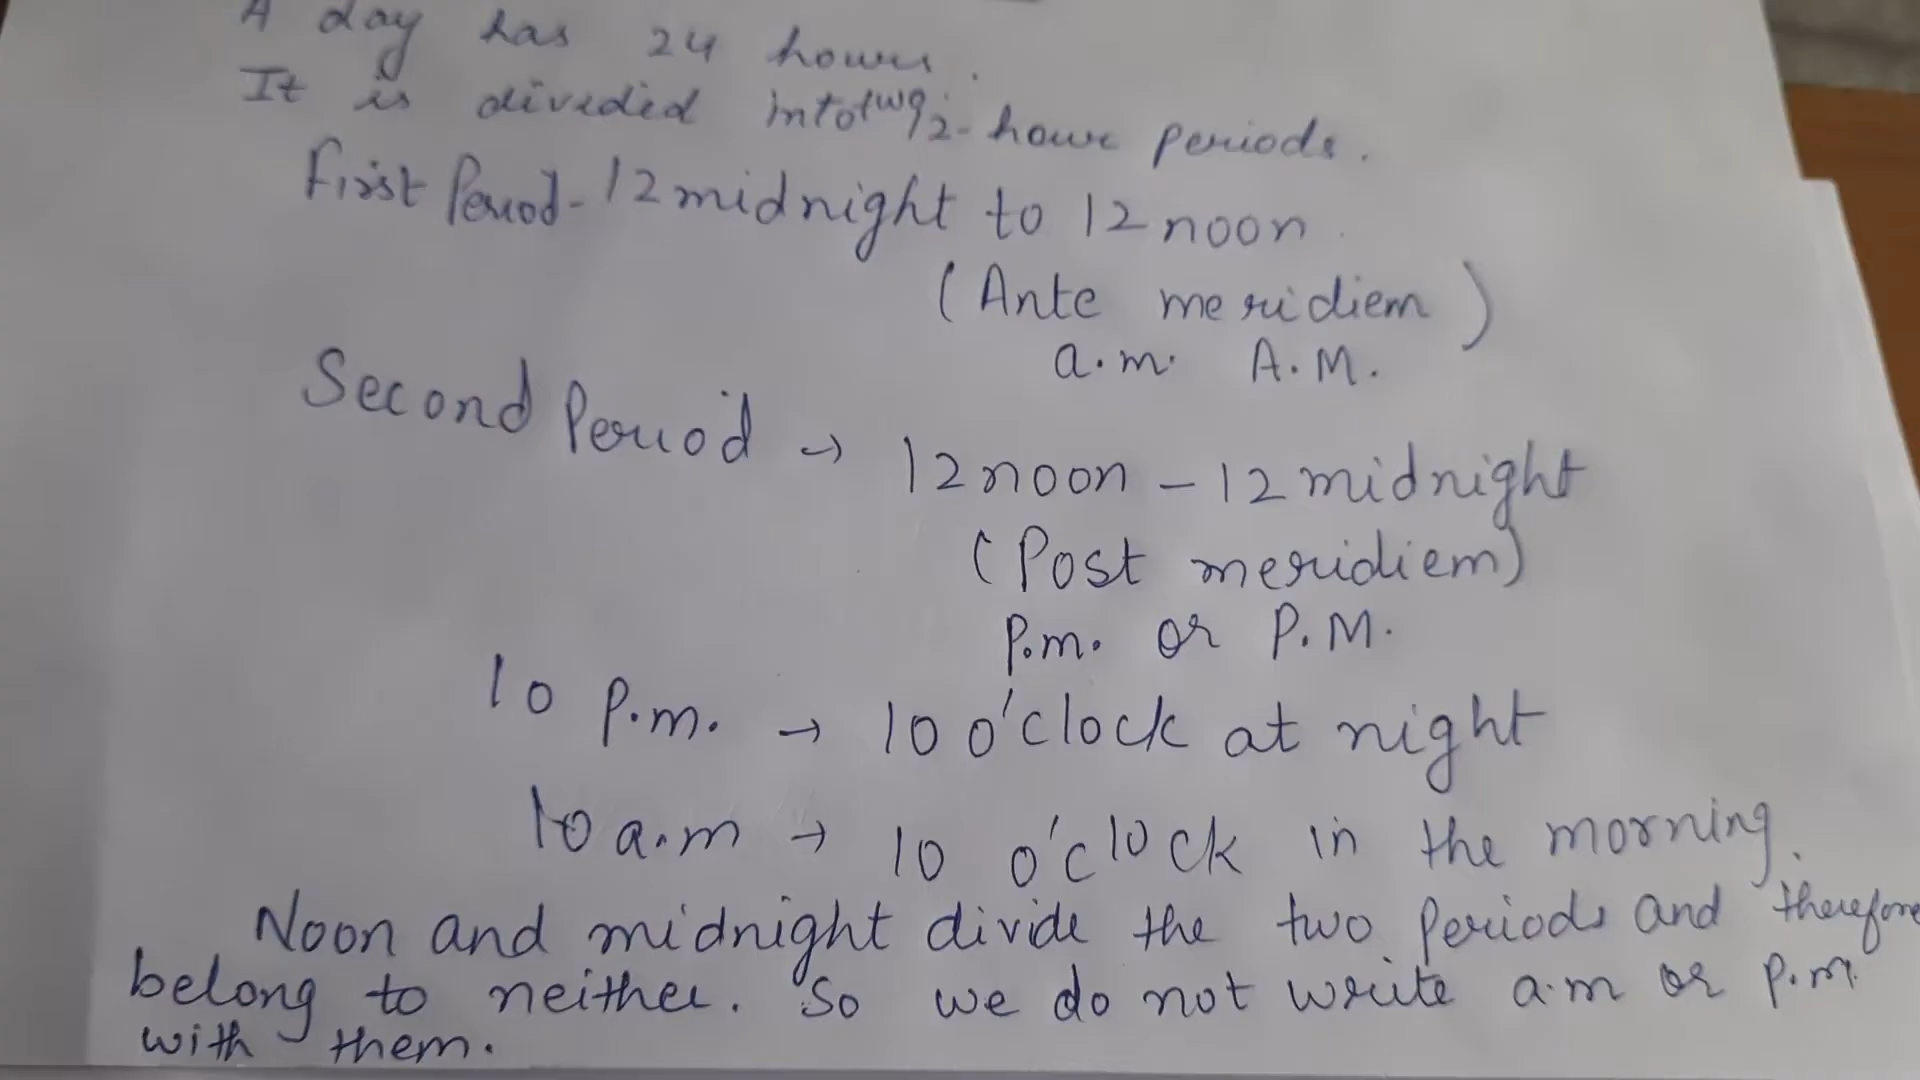 A day has 24 hours.
It is divided into two 12-hour periods.
First Period - 12 midnight to 12 noon
(Ante meridiem)
a.m. A.M.
Second Period → 12 noon - 12 midnight
(Post meridiem)
P.m. or P.M.
10 P.m. → 10 o'clock at night
10 a.m → 10 o'clock in the morning.
Noon and midnight divide the two periods and therefore
belong to neither. So we do not write a.m or p.m.
with them.